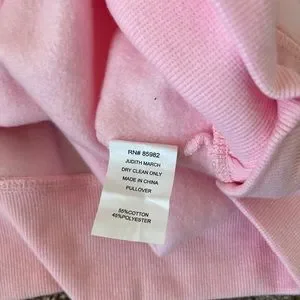 RN# 85982
JUDITH MARCH
DRY CLEAN ONLY
MADE IN CHINA
PULLOVER
55%COTTON
45%POLYESTER